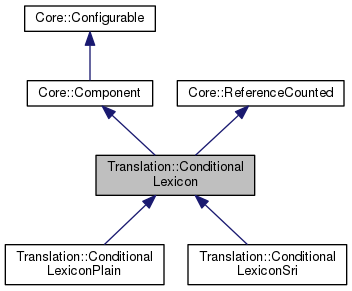 Core::Configurable
Core::Component
Core::ReferenceCounted
Translation::Conditional
Lexicon
Translation::Conditional
LexiconPlain
Translation::Conditional
LexiconSri